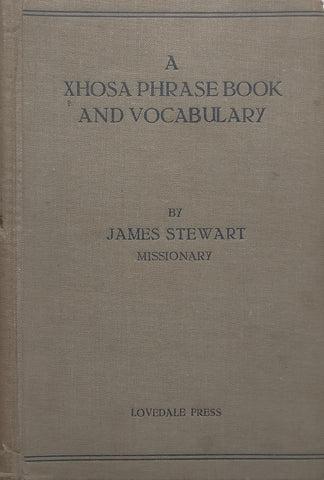 A
XHOSA PHRASE BOOK
AND VOCABULARY
BY
JAMES STEWART
MISSIONARY
LOVEDALE PRESS